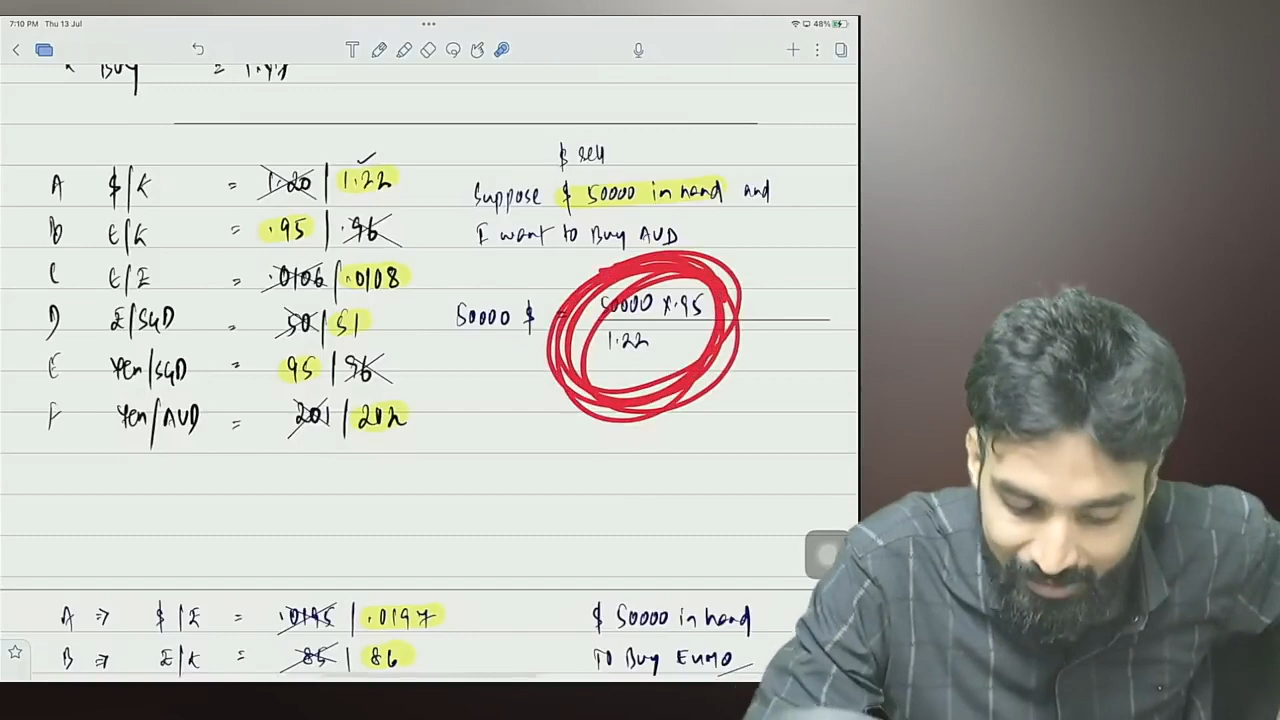 7:10 PM Thu 13 Jul
48%
Buy =
A $/K = 1.20 | 1.22
B €/K = .95 | .96
C €/£ = .0106 | .0108
D £/SGD = 50 | 51
E Yen/SGD = 95 | 96
F Yen/AUD = 201 | 202
$ sell
Suppose $ 50000 in hand and
I want to Buy AUD
50000 $ = 50000 x .95
1.22
A => $/£ = .0195 | .0197
B => £/K = 85 | 86
$ 50000 in hand
To Buy EURO